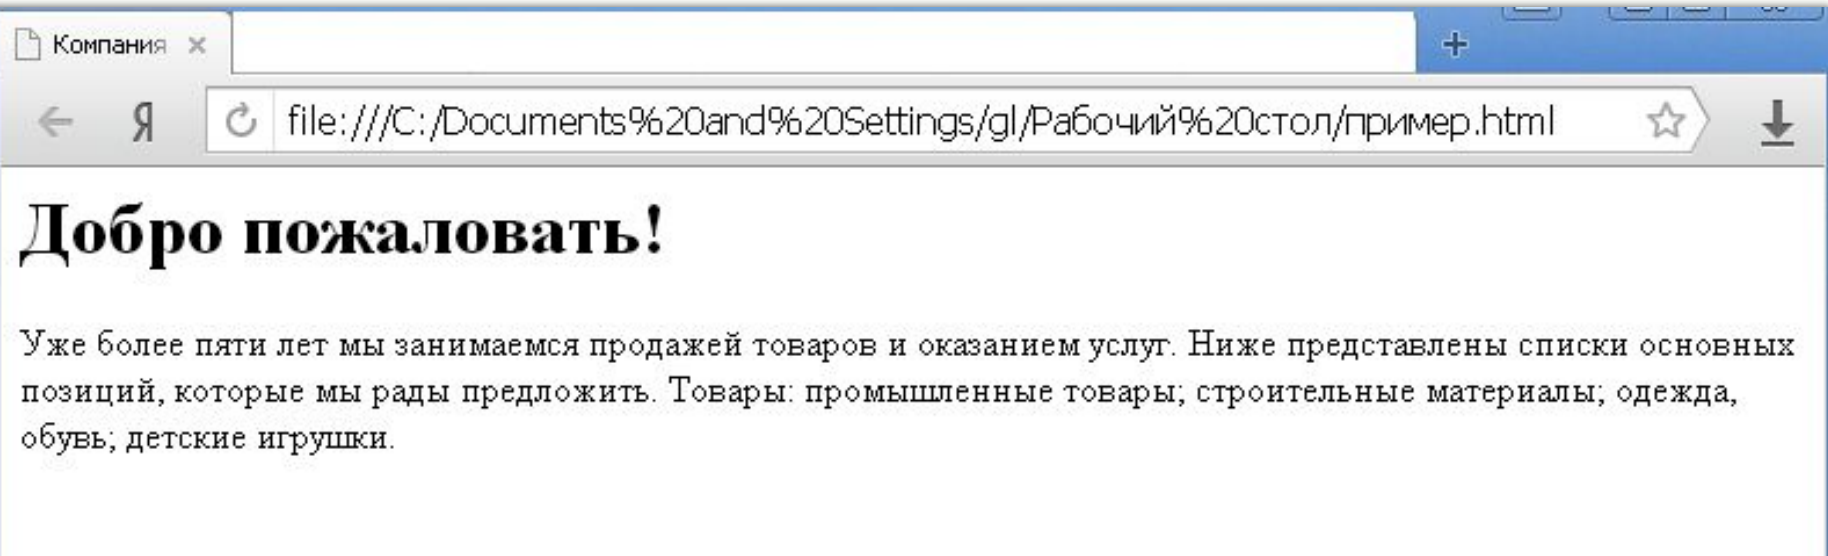 Компания
Я
file:///C:/Documents%20and%20Settings/gl/Рабочий%20стол/пример.html
Добро пожаловать!
Уже более пяти лет мы занимаемся продажей товаров и оказанием услуг. Ниже представлены списки основных
позиций, которые мы рады предложить. Товары: промышленные товары; строительные материалы; одежда,
обувь; детские игрушки.